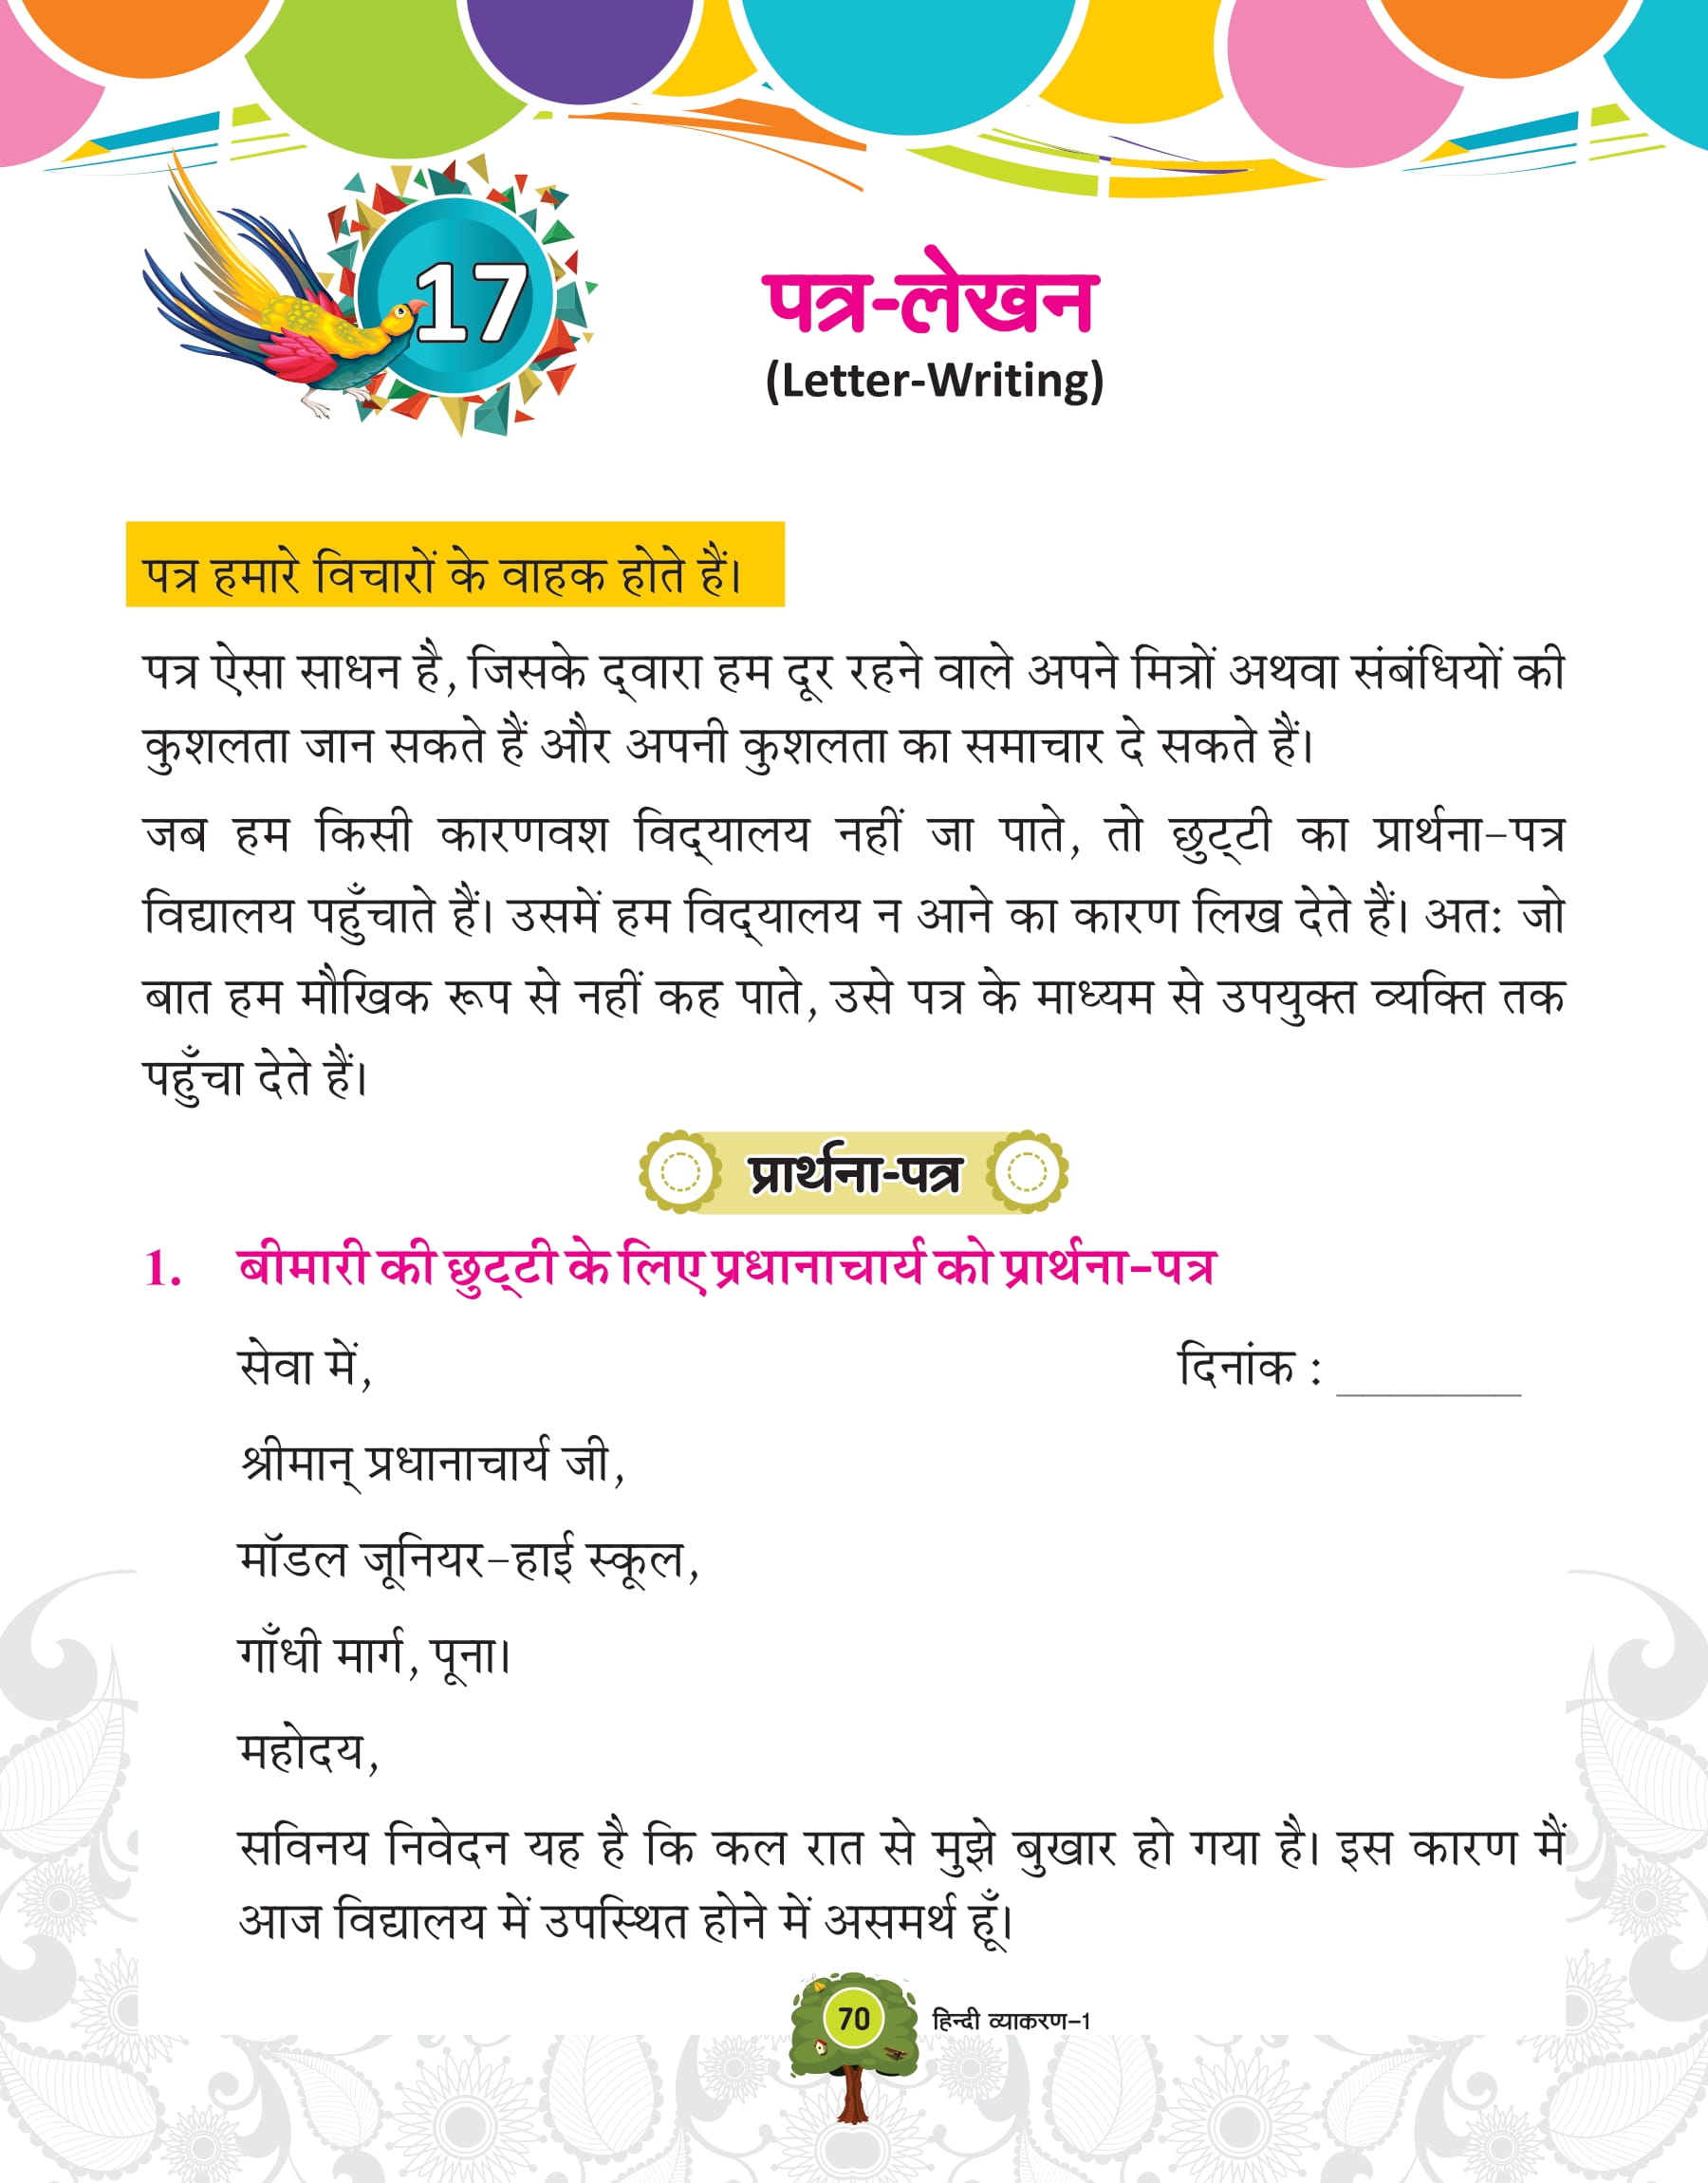 17
पत्र-लेखन
(Letter-Writing)
पत्र हमारे विचारों के वाहक होते हैं।
पत्र ऐसा साधन है, जिसके द्‌वारा हम दूर रहने वाले अपने मित्रों अथवा संबंधियों की
कुशलता जान सकते हैं और अपनी कुशलता का समाचार दे सकते हैं।
जब हम किसी कारणवश विद्‌यालय नहीं जा पाते, तो छुट्‌टी का प्रार्थना-पत्र
विद्यालय पहुँचाते हैं। उसमें हम विद्‌यालय न आने का कारण लिख देते हैं। अतः जो
बात हम मौखिक रूप से नहीं कह पाते, उसे पत्र के माध्यम से उपयुक्त व्यक्ति तक
पहुँचा देते हैं।
प्रार्थना-पत्र
1. बीमारी की छुट्‌टी के लिए प्रधानाचार्य को प्रार्थना-पत्र
सेवा में, दिनांक : ________
श्रीमान् प्रधानाचार्य जी,
मॉडल जूनियर-हाई स्कूल,
गाँधी मार्ग, पूना।
महोदय,
सविनय निवेदन यह है कि कल रात से मुझे बुखार हो गया है। इस कारण मैं
आज विद्यालय में उपस्थित होने में असमर्थ हूँ।
70 हिन्दी व्याकरण-1